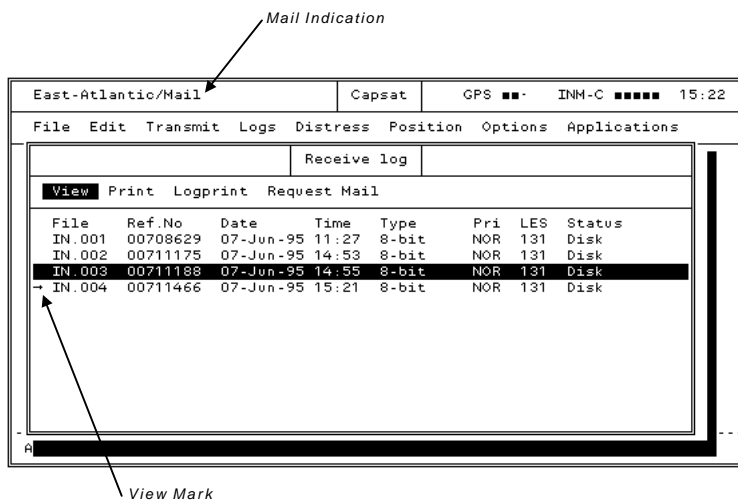 Mail Indication
East-Atlantic/Mail Capsat GPS ■■· INM-C ■■■■■ 15:22
File Edit Transmit Logs Distress Position Options Applications
Receive log
View Print Logprint Request Mail
File Ref.No Date Time Type Pri LES Status
IN.001 00708629 07-Jun-95 11:27 8-bit NOR 131 Disk
IN.002 00711175 07-Jun-95 14:53 8-bit NOR 131 Disk
IN.003 00711188 07-Jun-95 14:55 8-bit NOR 131 Disk
→ IN.004 00711466 07-Jun-95 15:21 8-bit NOR 131 Disk
A
View Mark